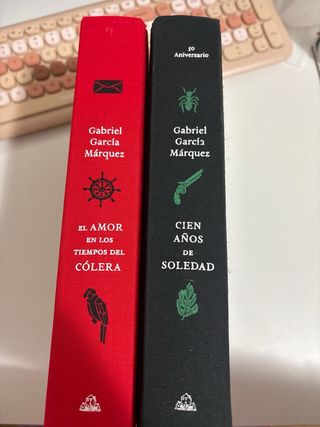 Gabriel
García
Márquez
EL AMOR
EN LOS
TIEMPOS DEL
CÓLERA
50
Aniversario
Gabriel
García
Márquez
CIEN
AÑOS
DE
SOLEDAD